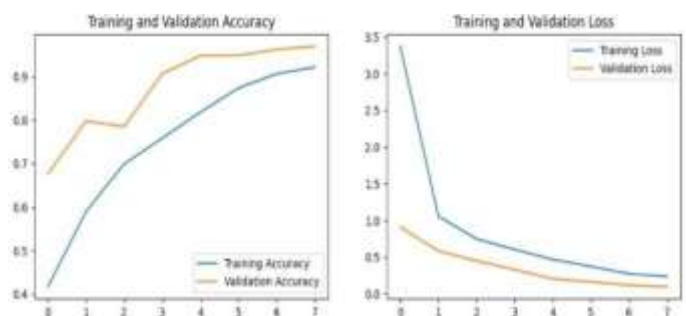 Training and Validation Accuracy
0.9
0.8
0.7
0.6
0.5
0.4
0 1 2 3 4 5 6 7
Training Accuracy
Validation Accuracy
Training and Validation Loss
3.5
3.0
2.5
2.0
1.5
1.0
0.5
0.0
0 1 2 3 4 5 6 7
Training Loss
Validation Loss